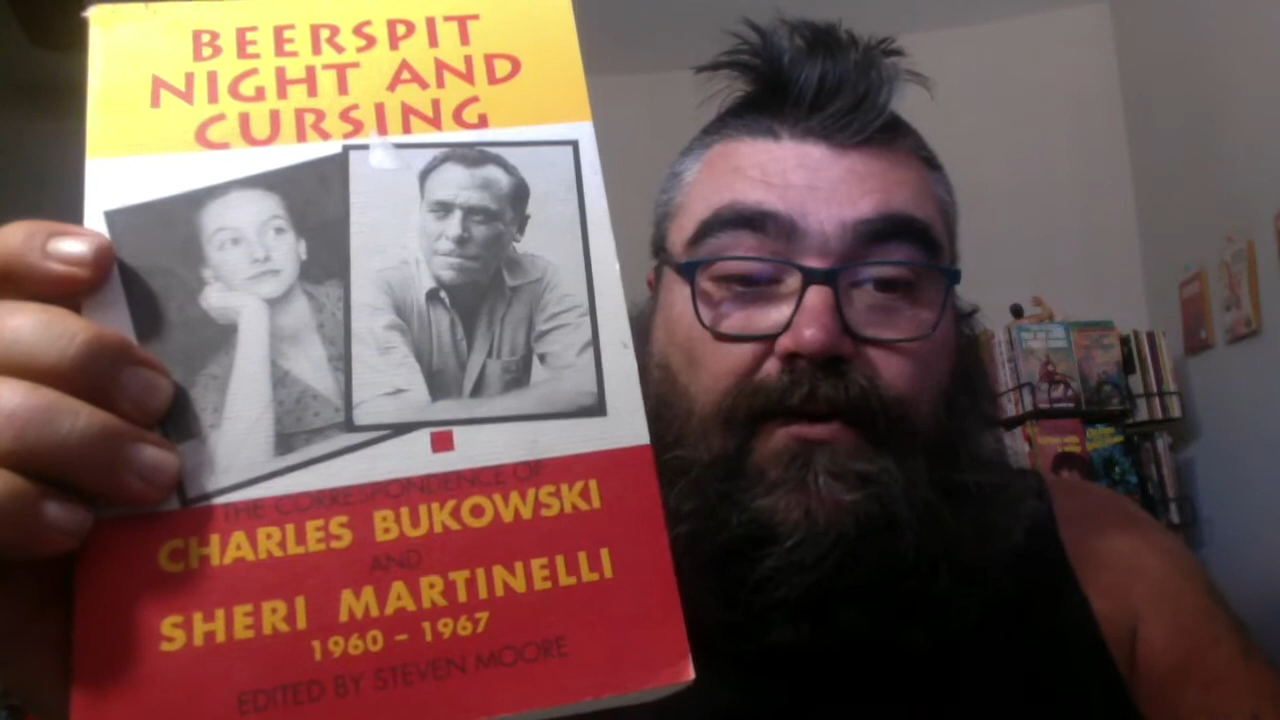 BEERSPIT
NIGHT AND
CURSING
THE CORRESPONDENCE OF
CHARLES BUKOWSKI
AND
SHERI MARTINELLI
1960 – 1967
EDITED BY STEVEN MOORE